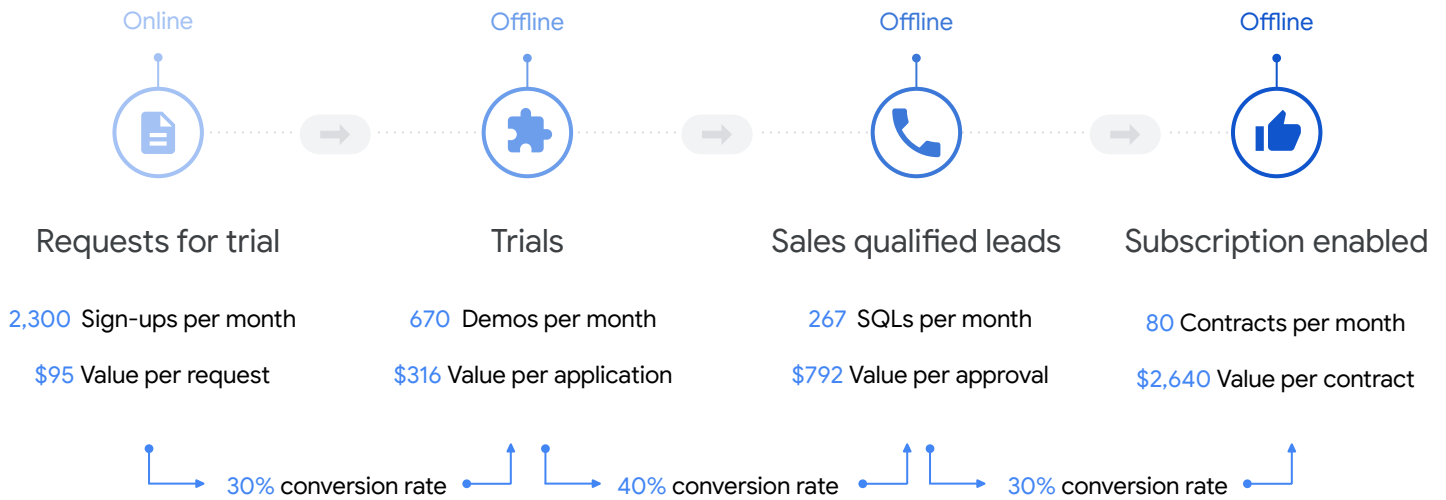 Online
Offline
Offline
Offline
Requests for trial
Trials
Sales qualified leads
Subscription enabled
2,300 Sign-ups per month
670 Demos per month
267 SQLs per month
80 Contracts per month
$95 Value per request
$316 Value per application
$792 Value per approval
$2,640 Value per contract
30% conversion rate
40% conversion rate
30% conversion rate